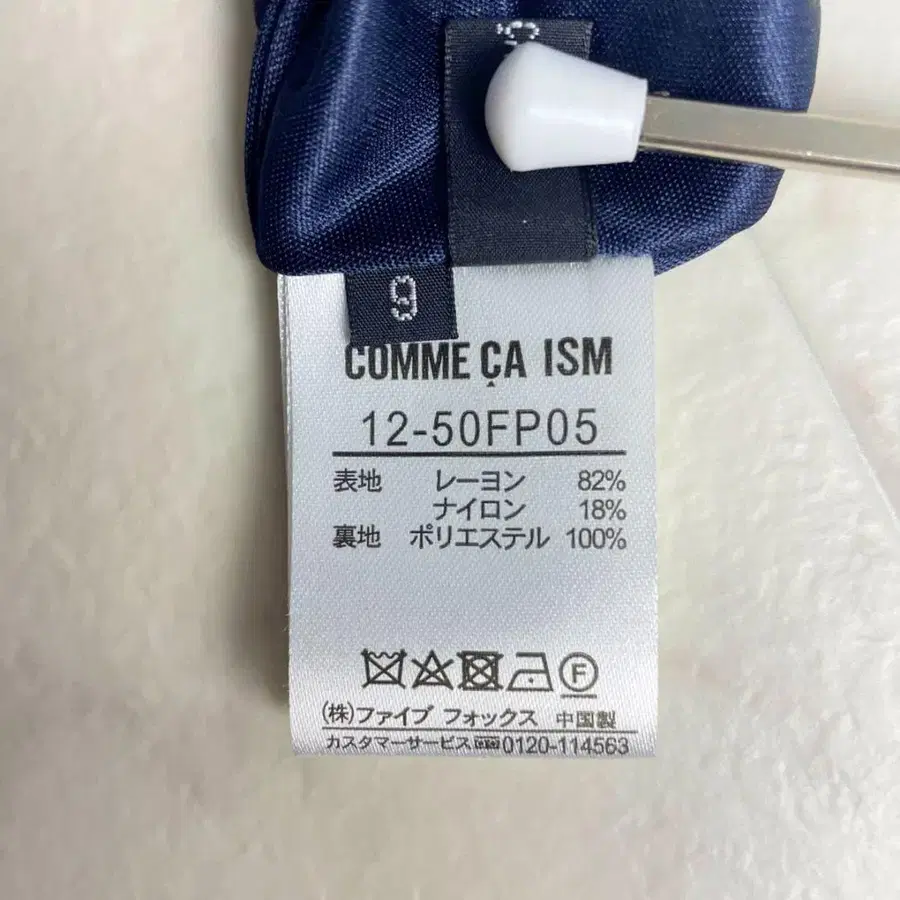 9
COMME ÇA ISM
12-50FP05
表地 レーヨン 82%
ナイロン 18%
裏地 ポリエステル 100%
F
(株)ファイブ フォックス 中国製
カスタマーサービス 0120-114563